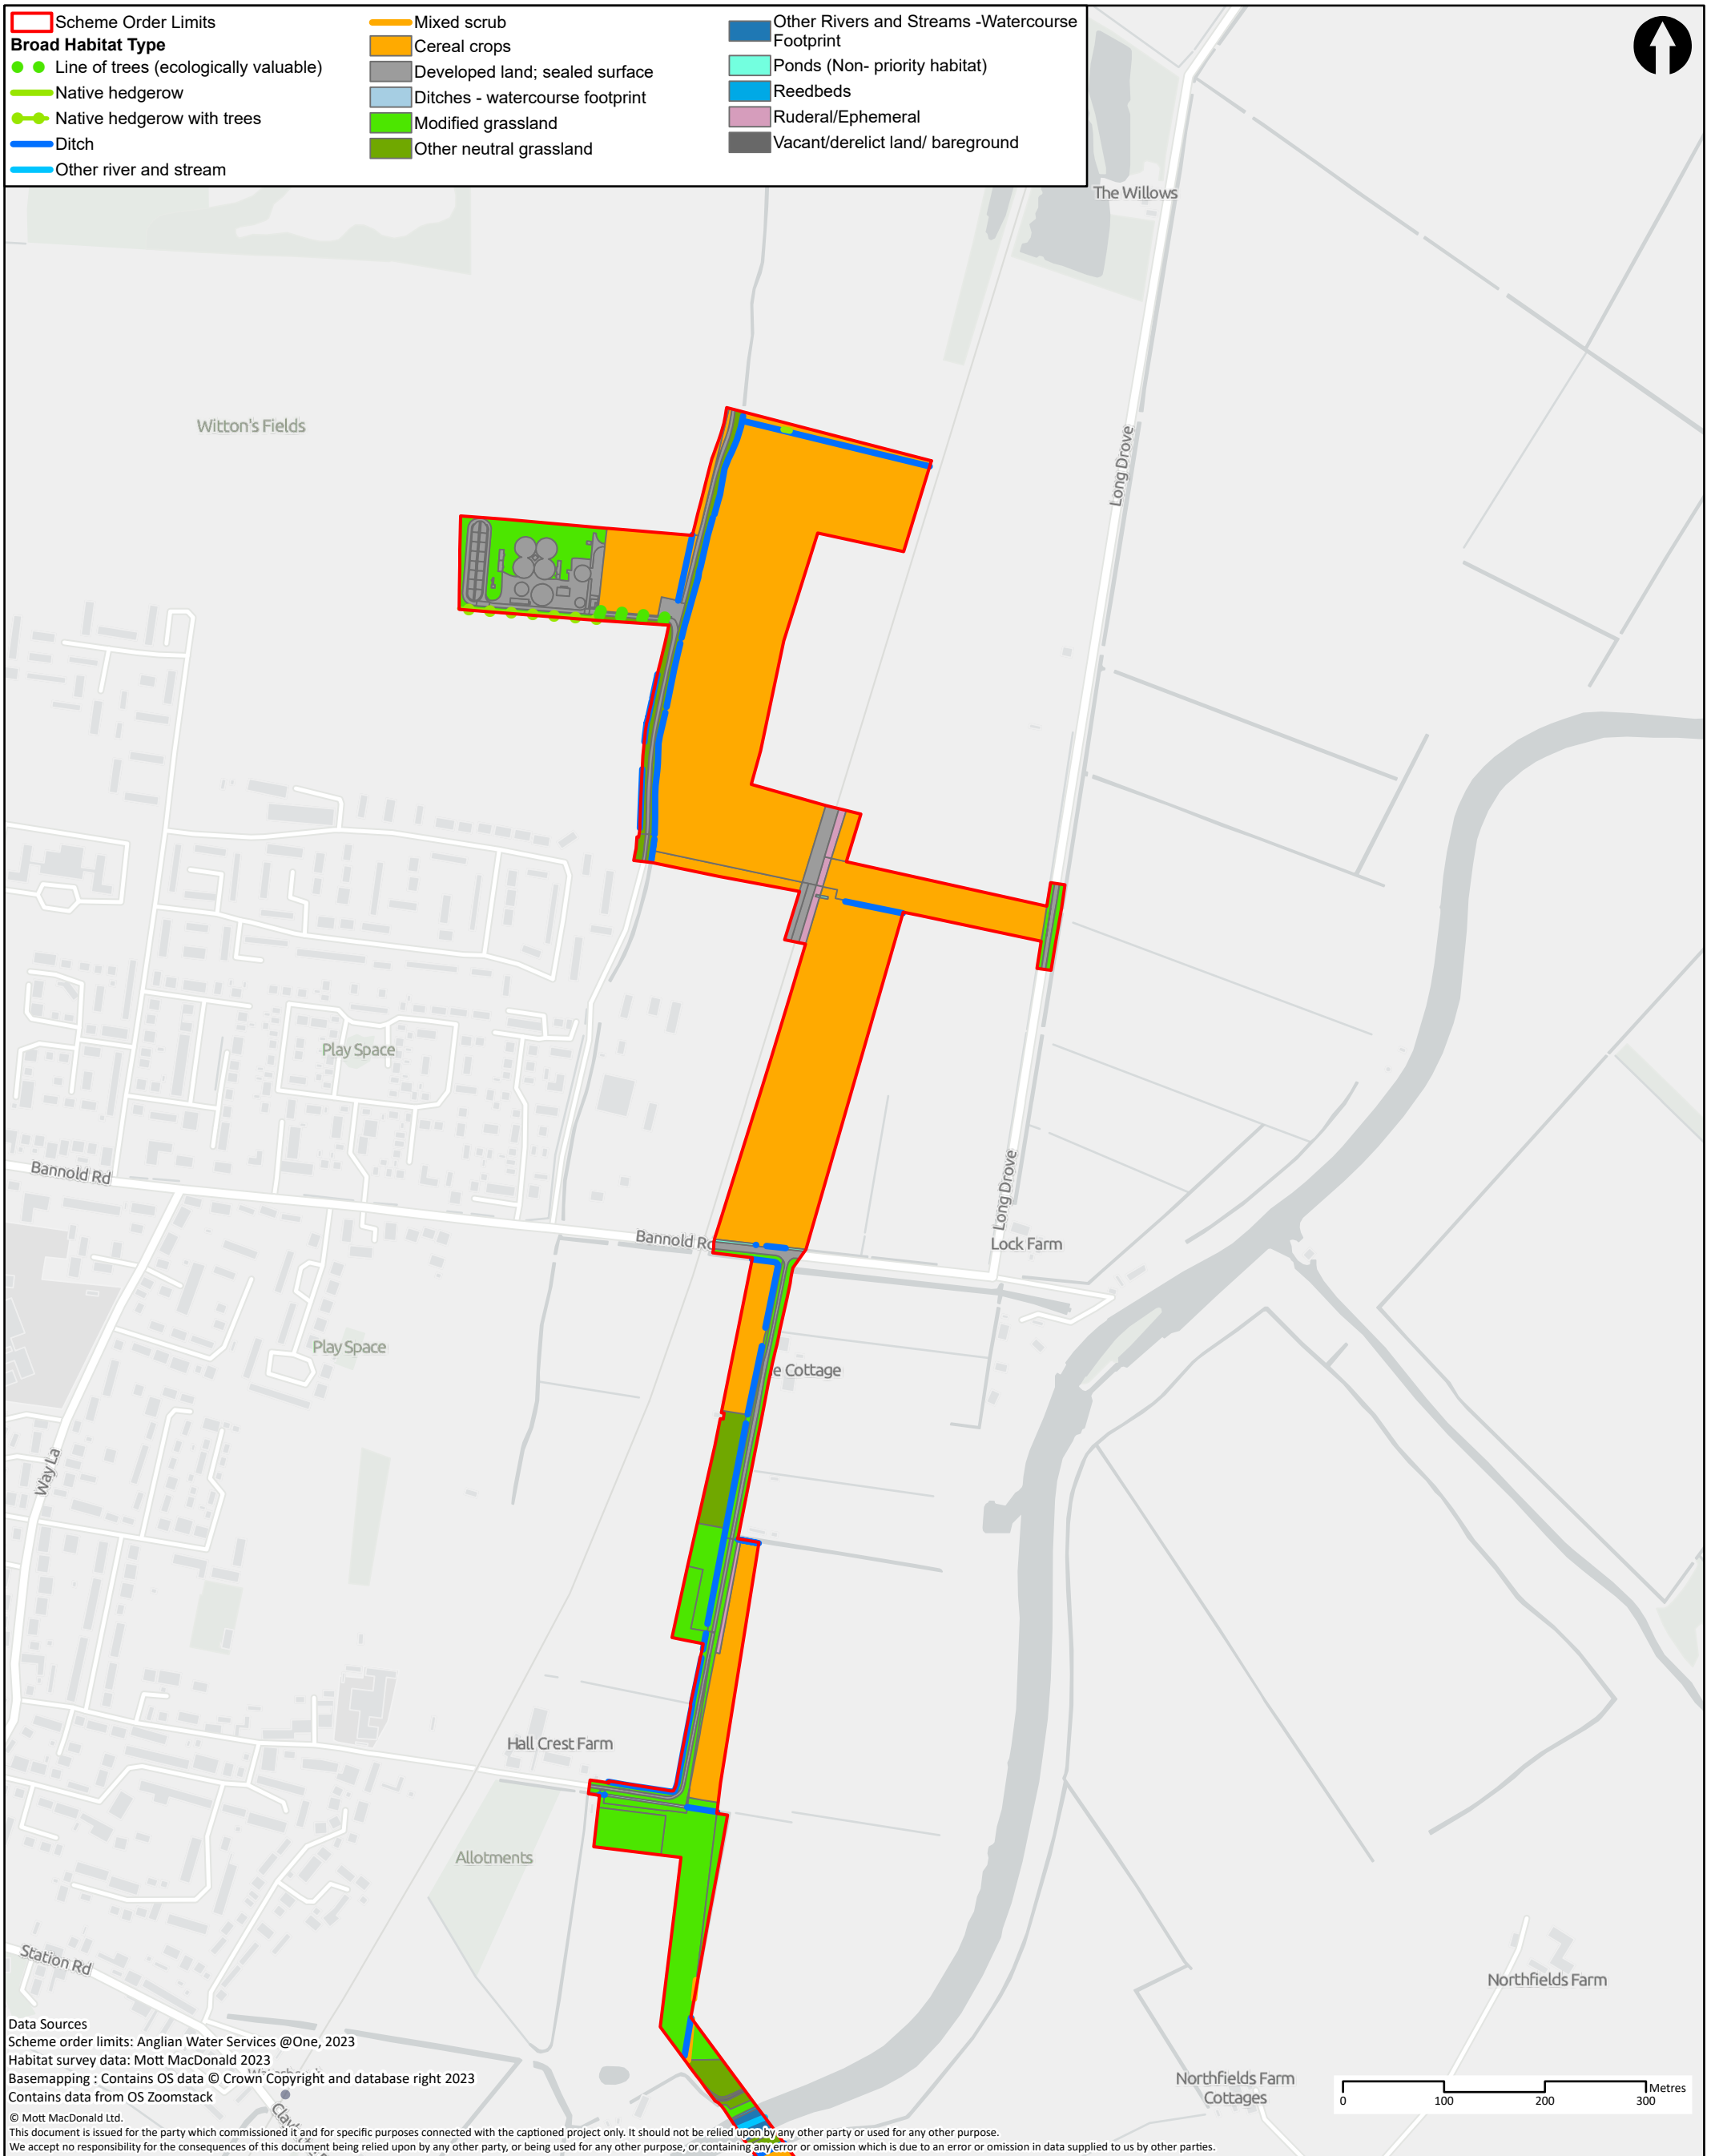 Scheme Order Limits
Broad Habitat Type
Line of trees (ecologically valuable)
Native hedgerow
Native hedgerow with trees
Ditch
Other river and stream
Mixed scrub
Cereal crops
Developed land; sealed surface
Ditches - watercourse footprint
Modified grassland
Other neutral grassland
Other Rivers and Streams -Watercourse
Footprint
Ponds (Non- priority habitat)
Reedbeds
Ruderal/Ephemeral
Vacant/derelict land/ bareground
The Willows
Witton's Fields
Long Drove
Play Space
Bannold Rd
Bannold Rd
Long Drove
Lock Farm
Play Space
e Cottage
Way La
Hall Crest Farm
Allotments
Station Rd
Northfields Farm
Northfields Farm
Cottages
0 100 200 300
Metres
Data Sources
Scheme order limits: Anglian Water Services @One, 2023
Habitat survey data: Mott MacDonald 2023
Basemapping : Contains OS data © Crown Copyright and database right 2023
Contains data from OS Zoomstack
© Mott MacDonald Ltd.
This document is issued for the party which commissioned it and for specific purposes connected with the captioned project only. It should not be relied upon by any other party or used for any other purpose.
We accept no responsibility for the consequences of this document being relied upon by any other party, or being used for any other purpose, or containing any error or omission which is due to an error or omission in data supplied to us by other parties.